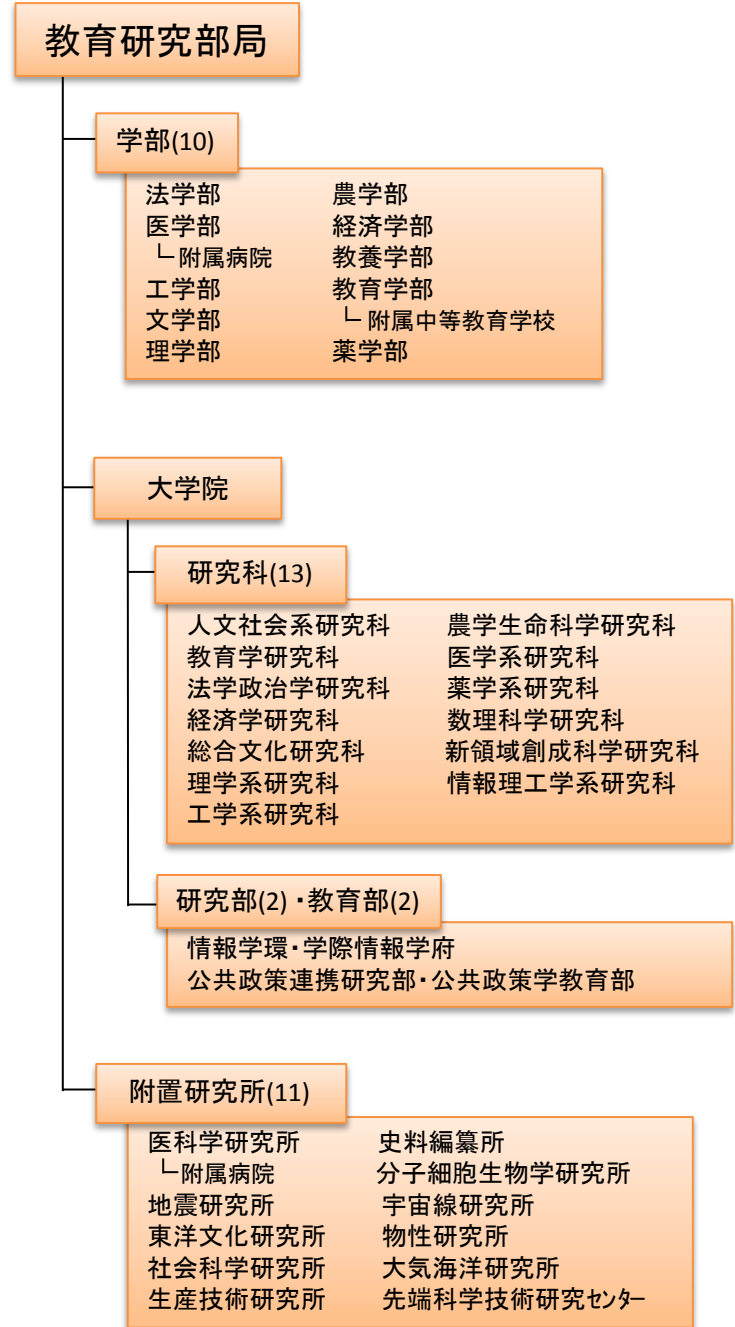 教育研究部局
学部(10)
法学部
医学部
└ 附属病院
工学部
文学部
理学部
農学部
経済学部
教養学部
教育学部
└ 附属中等教育学校
薬学部
大学院
研究科(13)
人文社会系研究科
教育学研究科
法学政治学研究科
経済学研究科
総合文化研究科
理学系研究科
工学系研究科
農学生命科学研究科
医学系研究科
薬学系研究科
数理科学研究科
新領域創成科学研究科
情報理工学系研究科
研究部(2)・教育部(2)
情報学環・学際情報学府
公共政策連携研究部・公共政策学教育部
附置研究所(11)
医科学研究所
└附属病院
地震研究所
東洋文化研究所
社会科学研究所
生産技術研究所
史料編纂所
分子細胞生物学研究所
宇宙線研究所
物性研究所
大気海洋研究所
先端科学技術研究センター